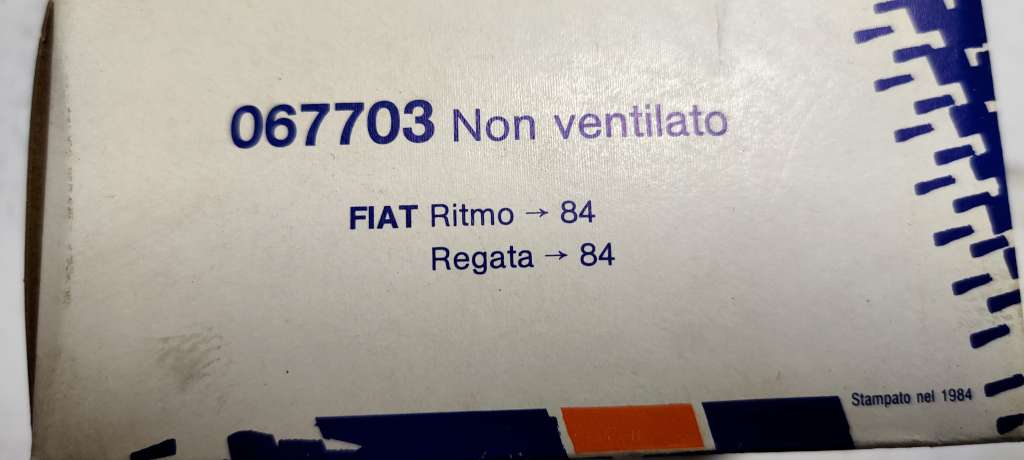 067703 Non ventilato
FIAT Ritmo → 84
Regata → 84
Stampato nel 1984